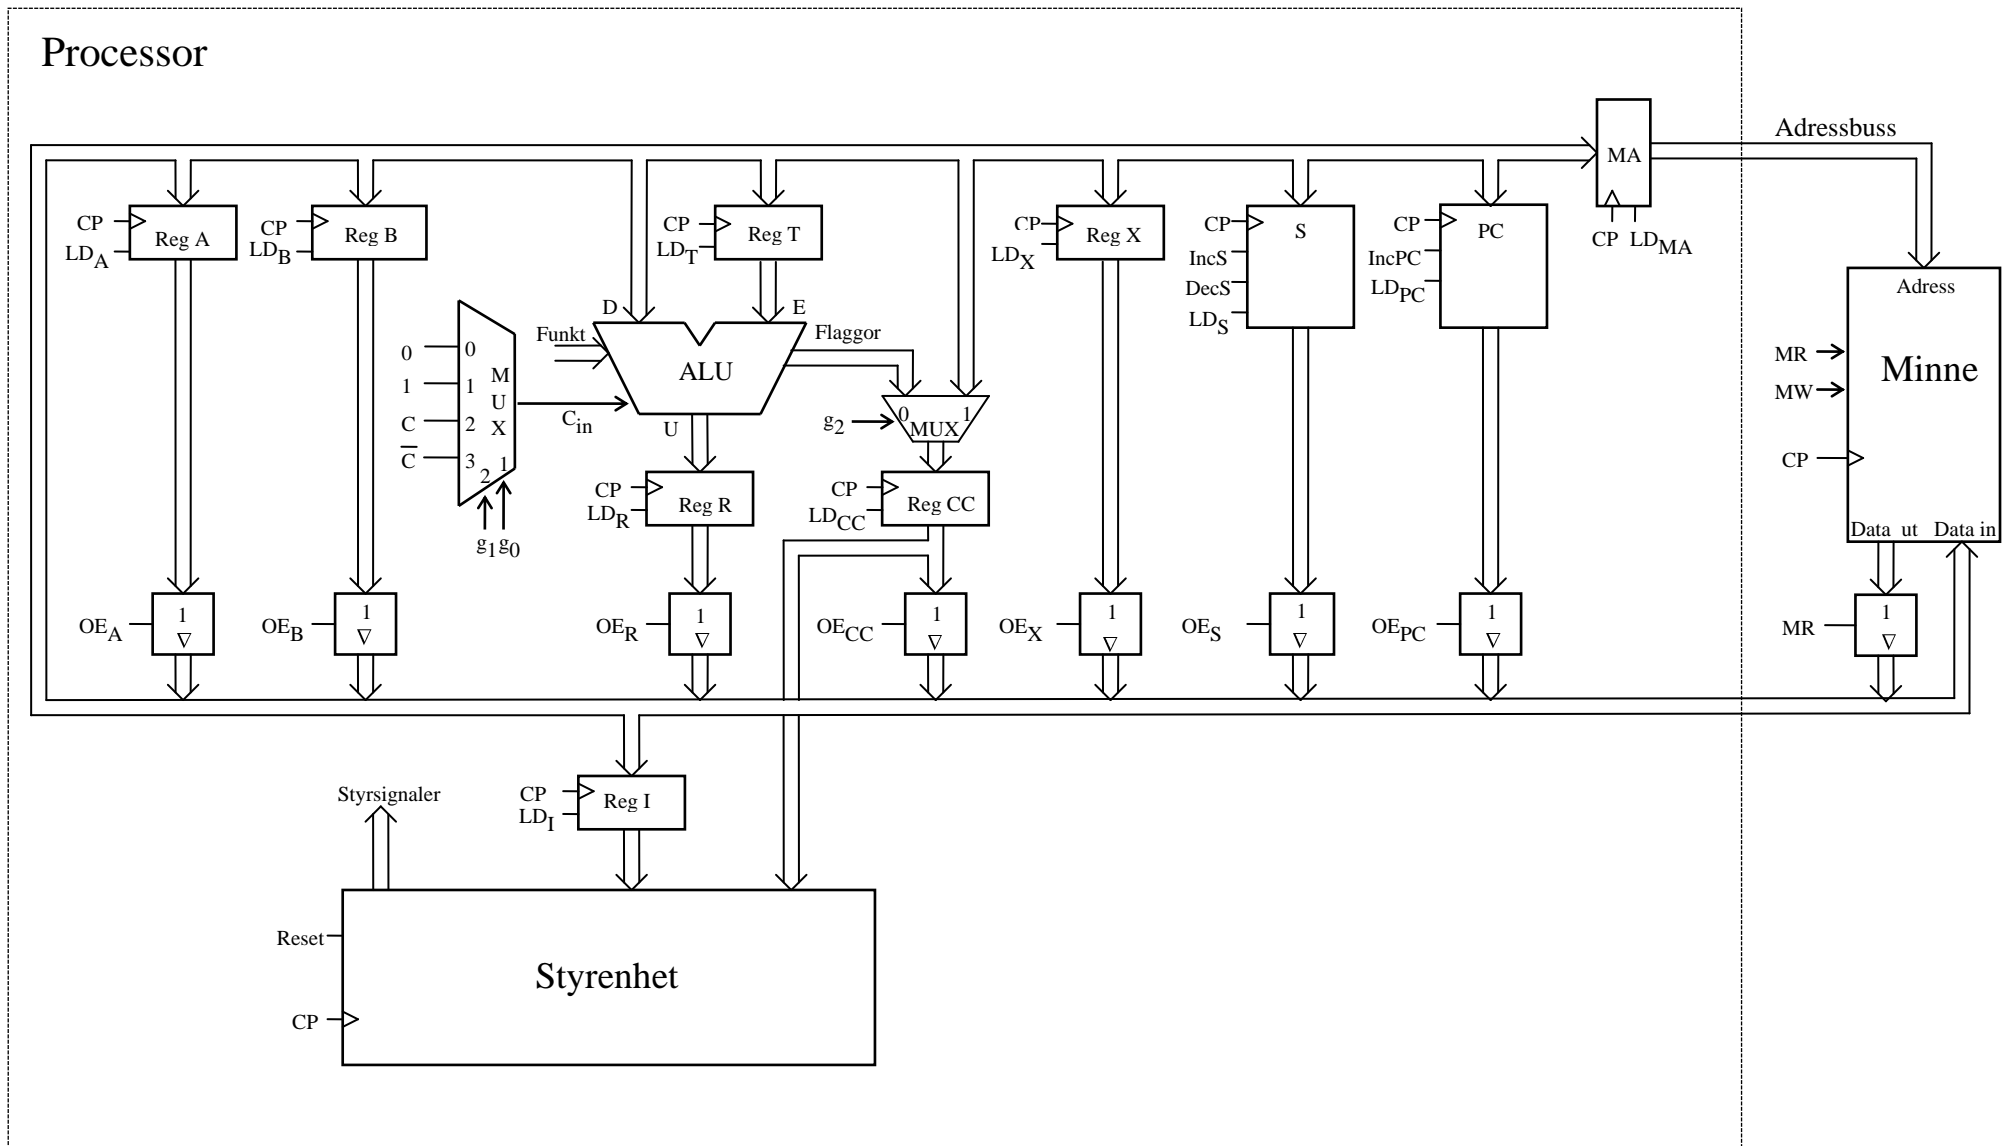 Processor
Adressbuss
MA
CP LD_MA
CP
LD_A
Reg A
CP
LD_B
Reg B
CP
LD_T
Reg T
CP
LD_X
Reg X
CP
IncS
DecS
LD_S
S
CP
IncPC
LD_PC
PC
Adress
MR
MW
CP
Minne
Data ut Data in
0
1
C
C̅
0
1
2
3
M
U
X
2 1
g₁ g₀
C_in
Funkt
D
E
ALU
U
Flaggor
g₂
0 1
MUX
CP
LD_R
Reg R
CP
LD_CC
Reg CC
OE_A
1
∇
OE_B
1
∇
OE_R
1
∇
OE_CC
1
∇
OE_X
1
∇
OE_S
1
∇
OE_PC
1
∇
MR
1
∇
Styrsignaler
CP
LD_I
Reg I
Reset
CP
Styrenhet